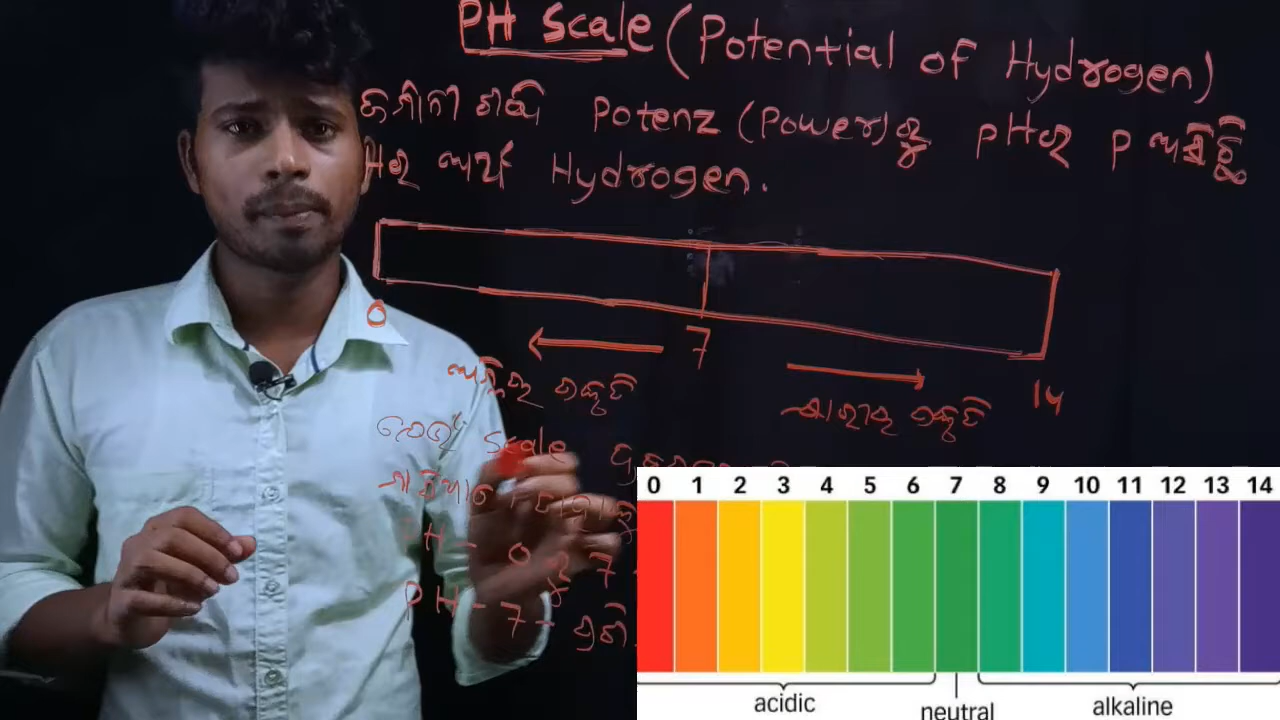 PH Scale (Potential of Hydrogen)
ଜର୍ମାନୀ ଶବ୍ଦ Potenz (Power)ରୁ pHର p ଆସିଛି
Hର ଅର୍ଥ Hydrogen.
0
7
14
ପ୍ରକୃତି
କ୍ଷାରୀୟ ପ୍ରକୃତି
Scale
PH - 0 ରୁ 7
PH - 7 -
0 1 2 3 4 5 6 7 8 9 10 11 12 13 14
acidic neutral alkaline